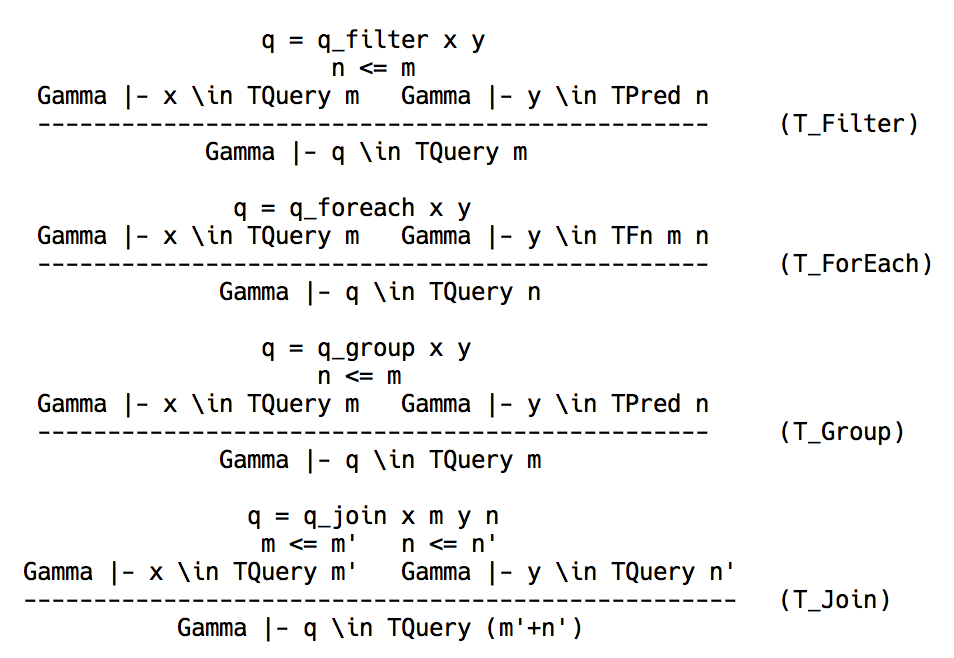 q = q_filter x y
n <= m
Gamma |- x \in TQuery m   Gamma |- y \in TPred n
------------------------------------------------     (T_Filter)
Gamma |- q \in TQuery m
q = q_foreach x y
Gamma |- x \in TQuery m   Gamma |- y \in TFn m n
------------------------------------------------     (T_ForEach)
Gamma |- q \in TQuery n
q = q_group x y
n <= m
Gamma |- x \in TQuery m   Gamma |- y \in TPred n
------------------------------------------------     (T_Group)
Gamma |- q \in TQuery m
q = q_join x m y n
m <= m'   n <= n'
Gamma |- x \in TQuery m'   Gamma |- y \in TQuery n'
---------------------------------------------------   (T_Join)
Gamma |- q \in TQuery (m'+n')